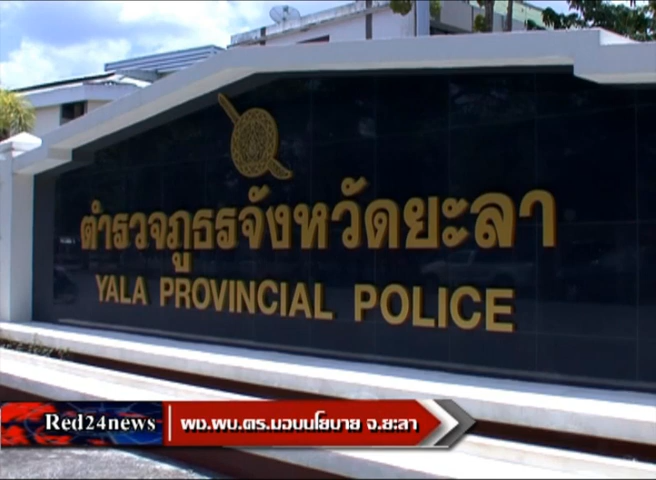 ตำรวจภูธรจังหวัดยะลา
YALA PROVINCIAL POLICE
Red24news
ผง.พบ.ตร.มอบนโยบาย จ.ยะลา